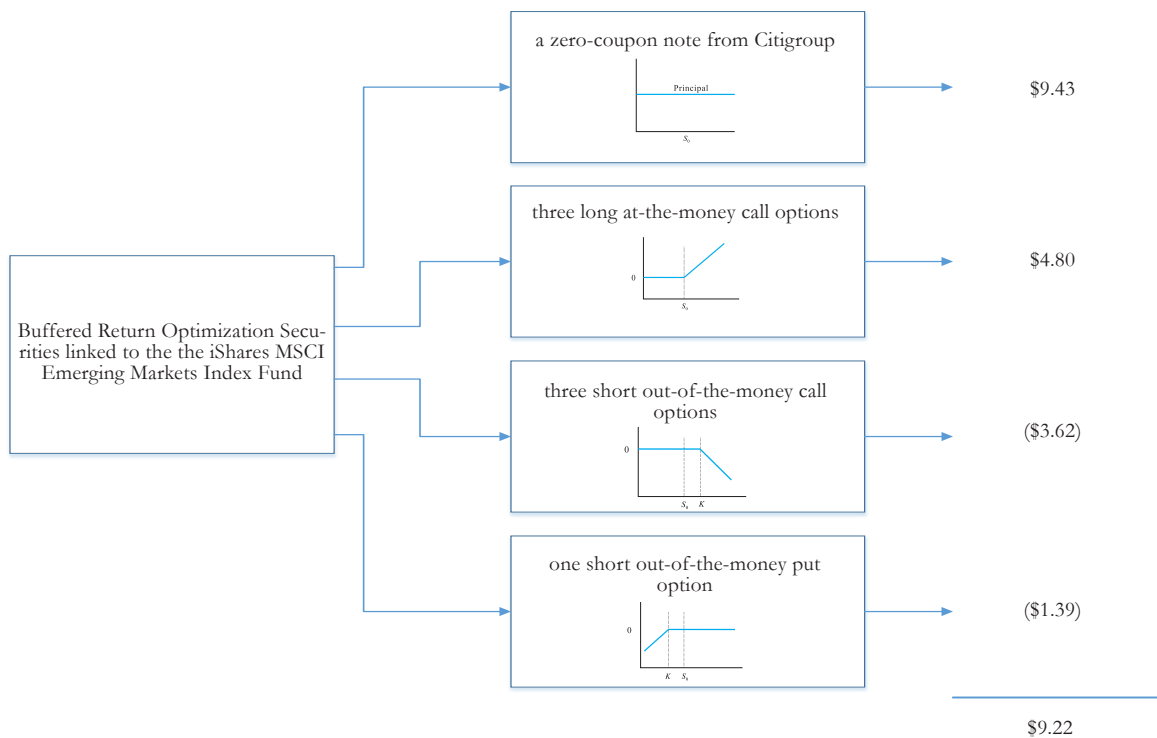 a zero-coupon note from Citigroup
Principal
S₀
$9.43
three long at-the-money call options
0
S₀
$4.80
Buffered Return Optimization Secu-
rities linked to the the iShares MSCI
Emerging Markets Index Fund
three short out-of-the-money call
options
0
S₀ K
($3.62)
one short out-of-the-money put
option
0
K S₀
($1.39)
$9.22